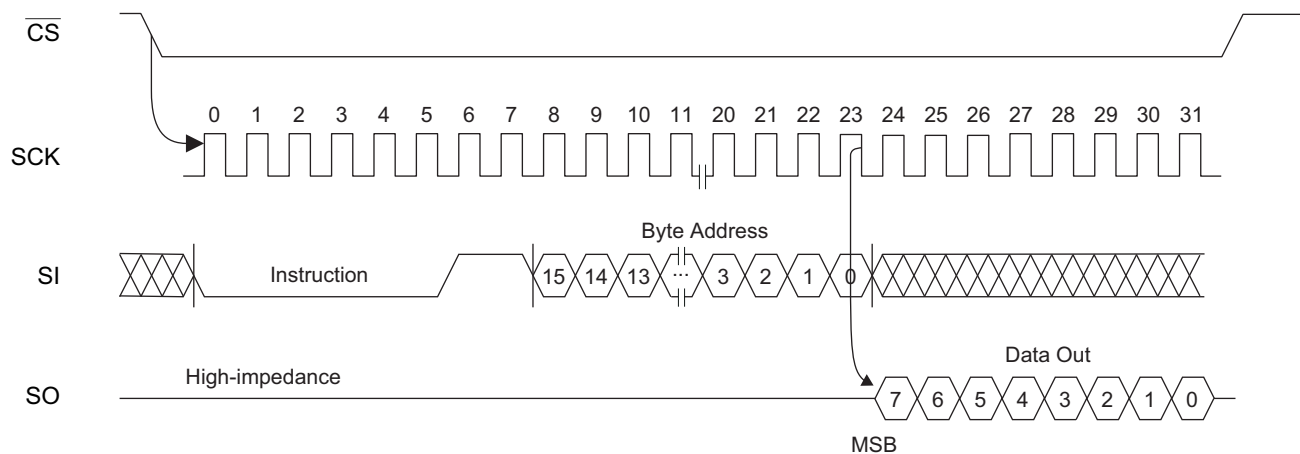 CS
0 1 2 3 4 5 6 7 8 9 10 11 20 21 22 23 24 25 26 27 28 29 30 31
SCK
Byte Address
SI Instruction 15 14 13 ... 3 2 1 0
High-impedance Data Out
SO 7 6 5 4 3 2 1 0
MSB